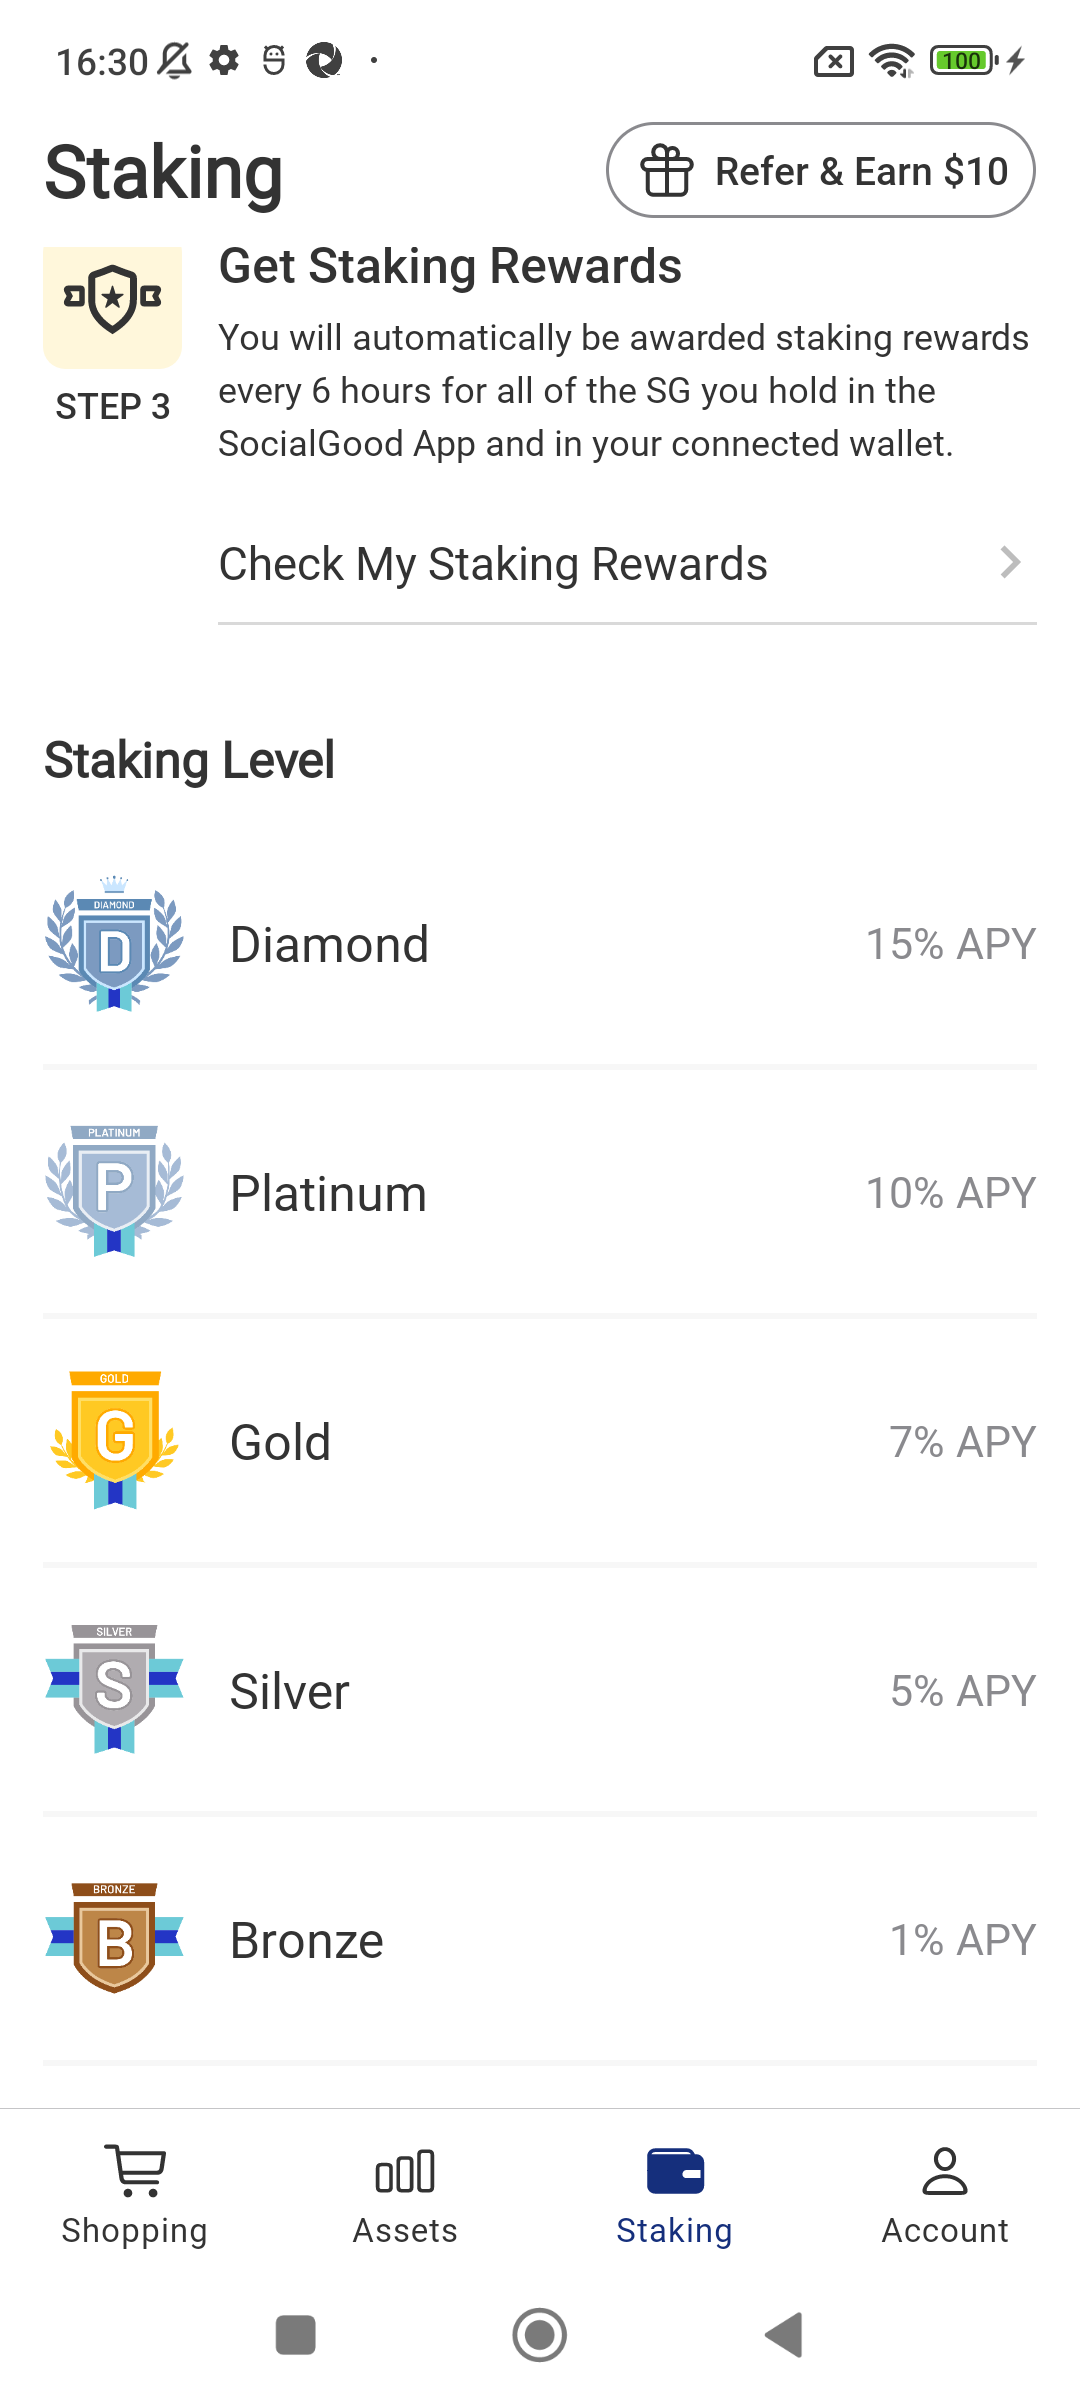 16:30
100
Staking
Refer & Earn $10
Get Staking Rewards
You will automatically be awarded staking rewards
every 6 hours for all of the SG you hold in the
SocialGood App and in your connected wallet.
STEP 3
Check My Staking Rewards
Staking Level
DIAMOND
D
Diamond
15% APY
PLATINUM
P
Platinum
10% APY
GOLD
G
Gold
7% APY
SILVER
S
Silver
5% APY
BRONZE
B
Bronze
1% APY
Shopping
Assets
Staking
Account